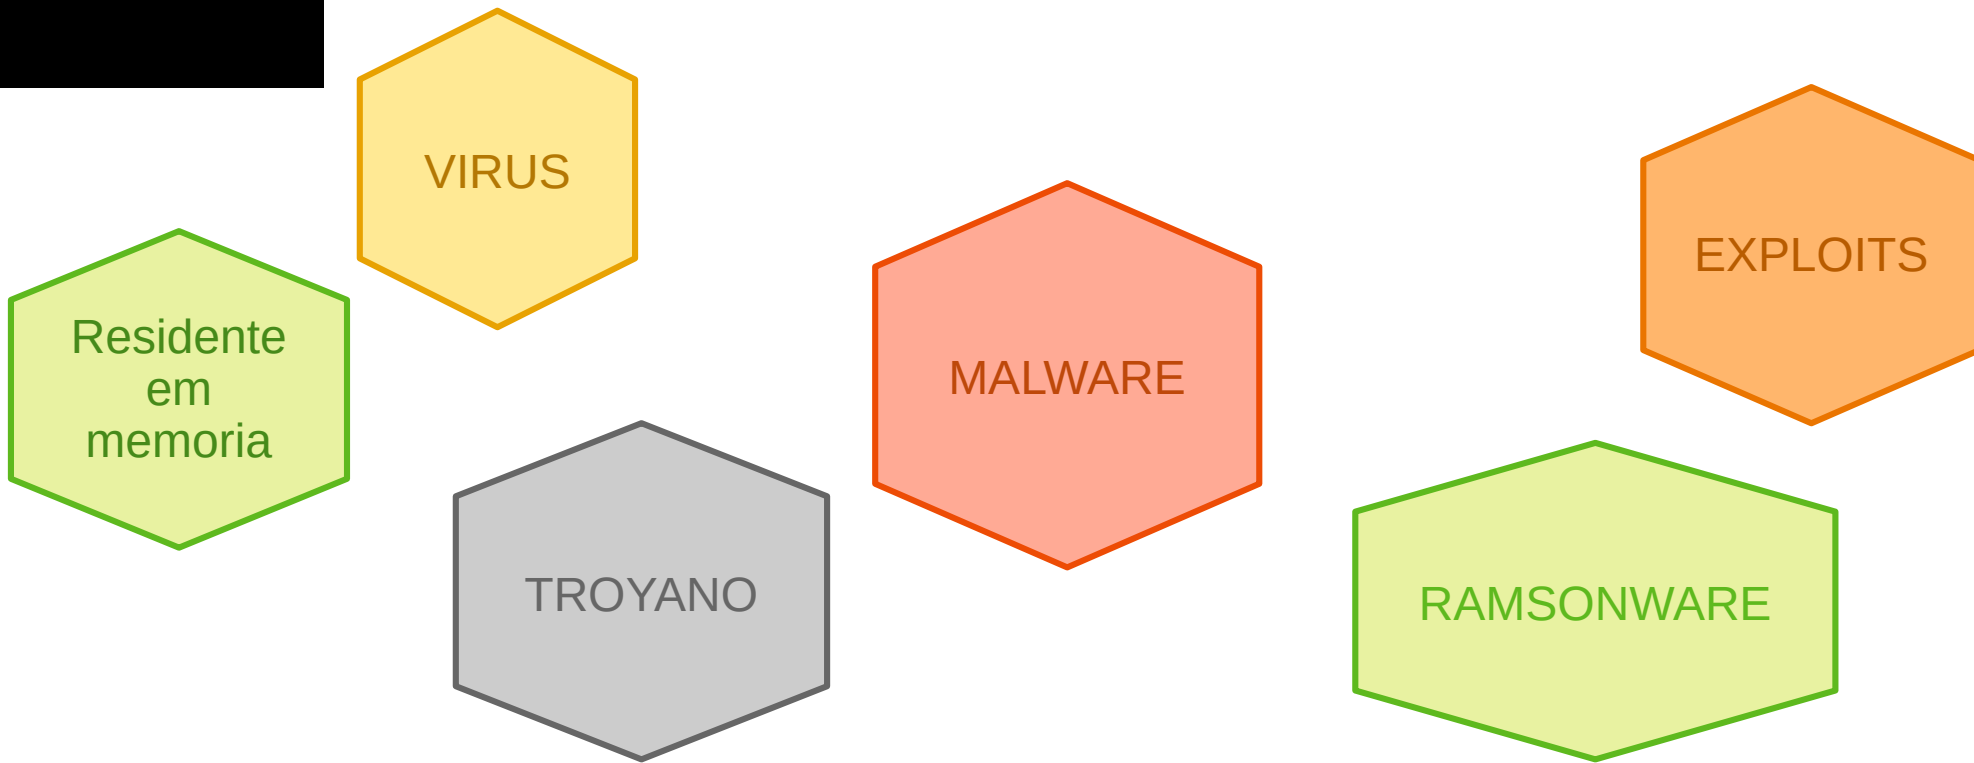 VIRUS
EXPLOITS
Residente
em
memoria
MALWARE
TROYANO
RAMSONWARE